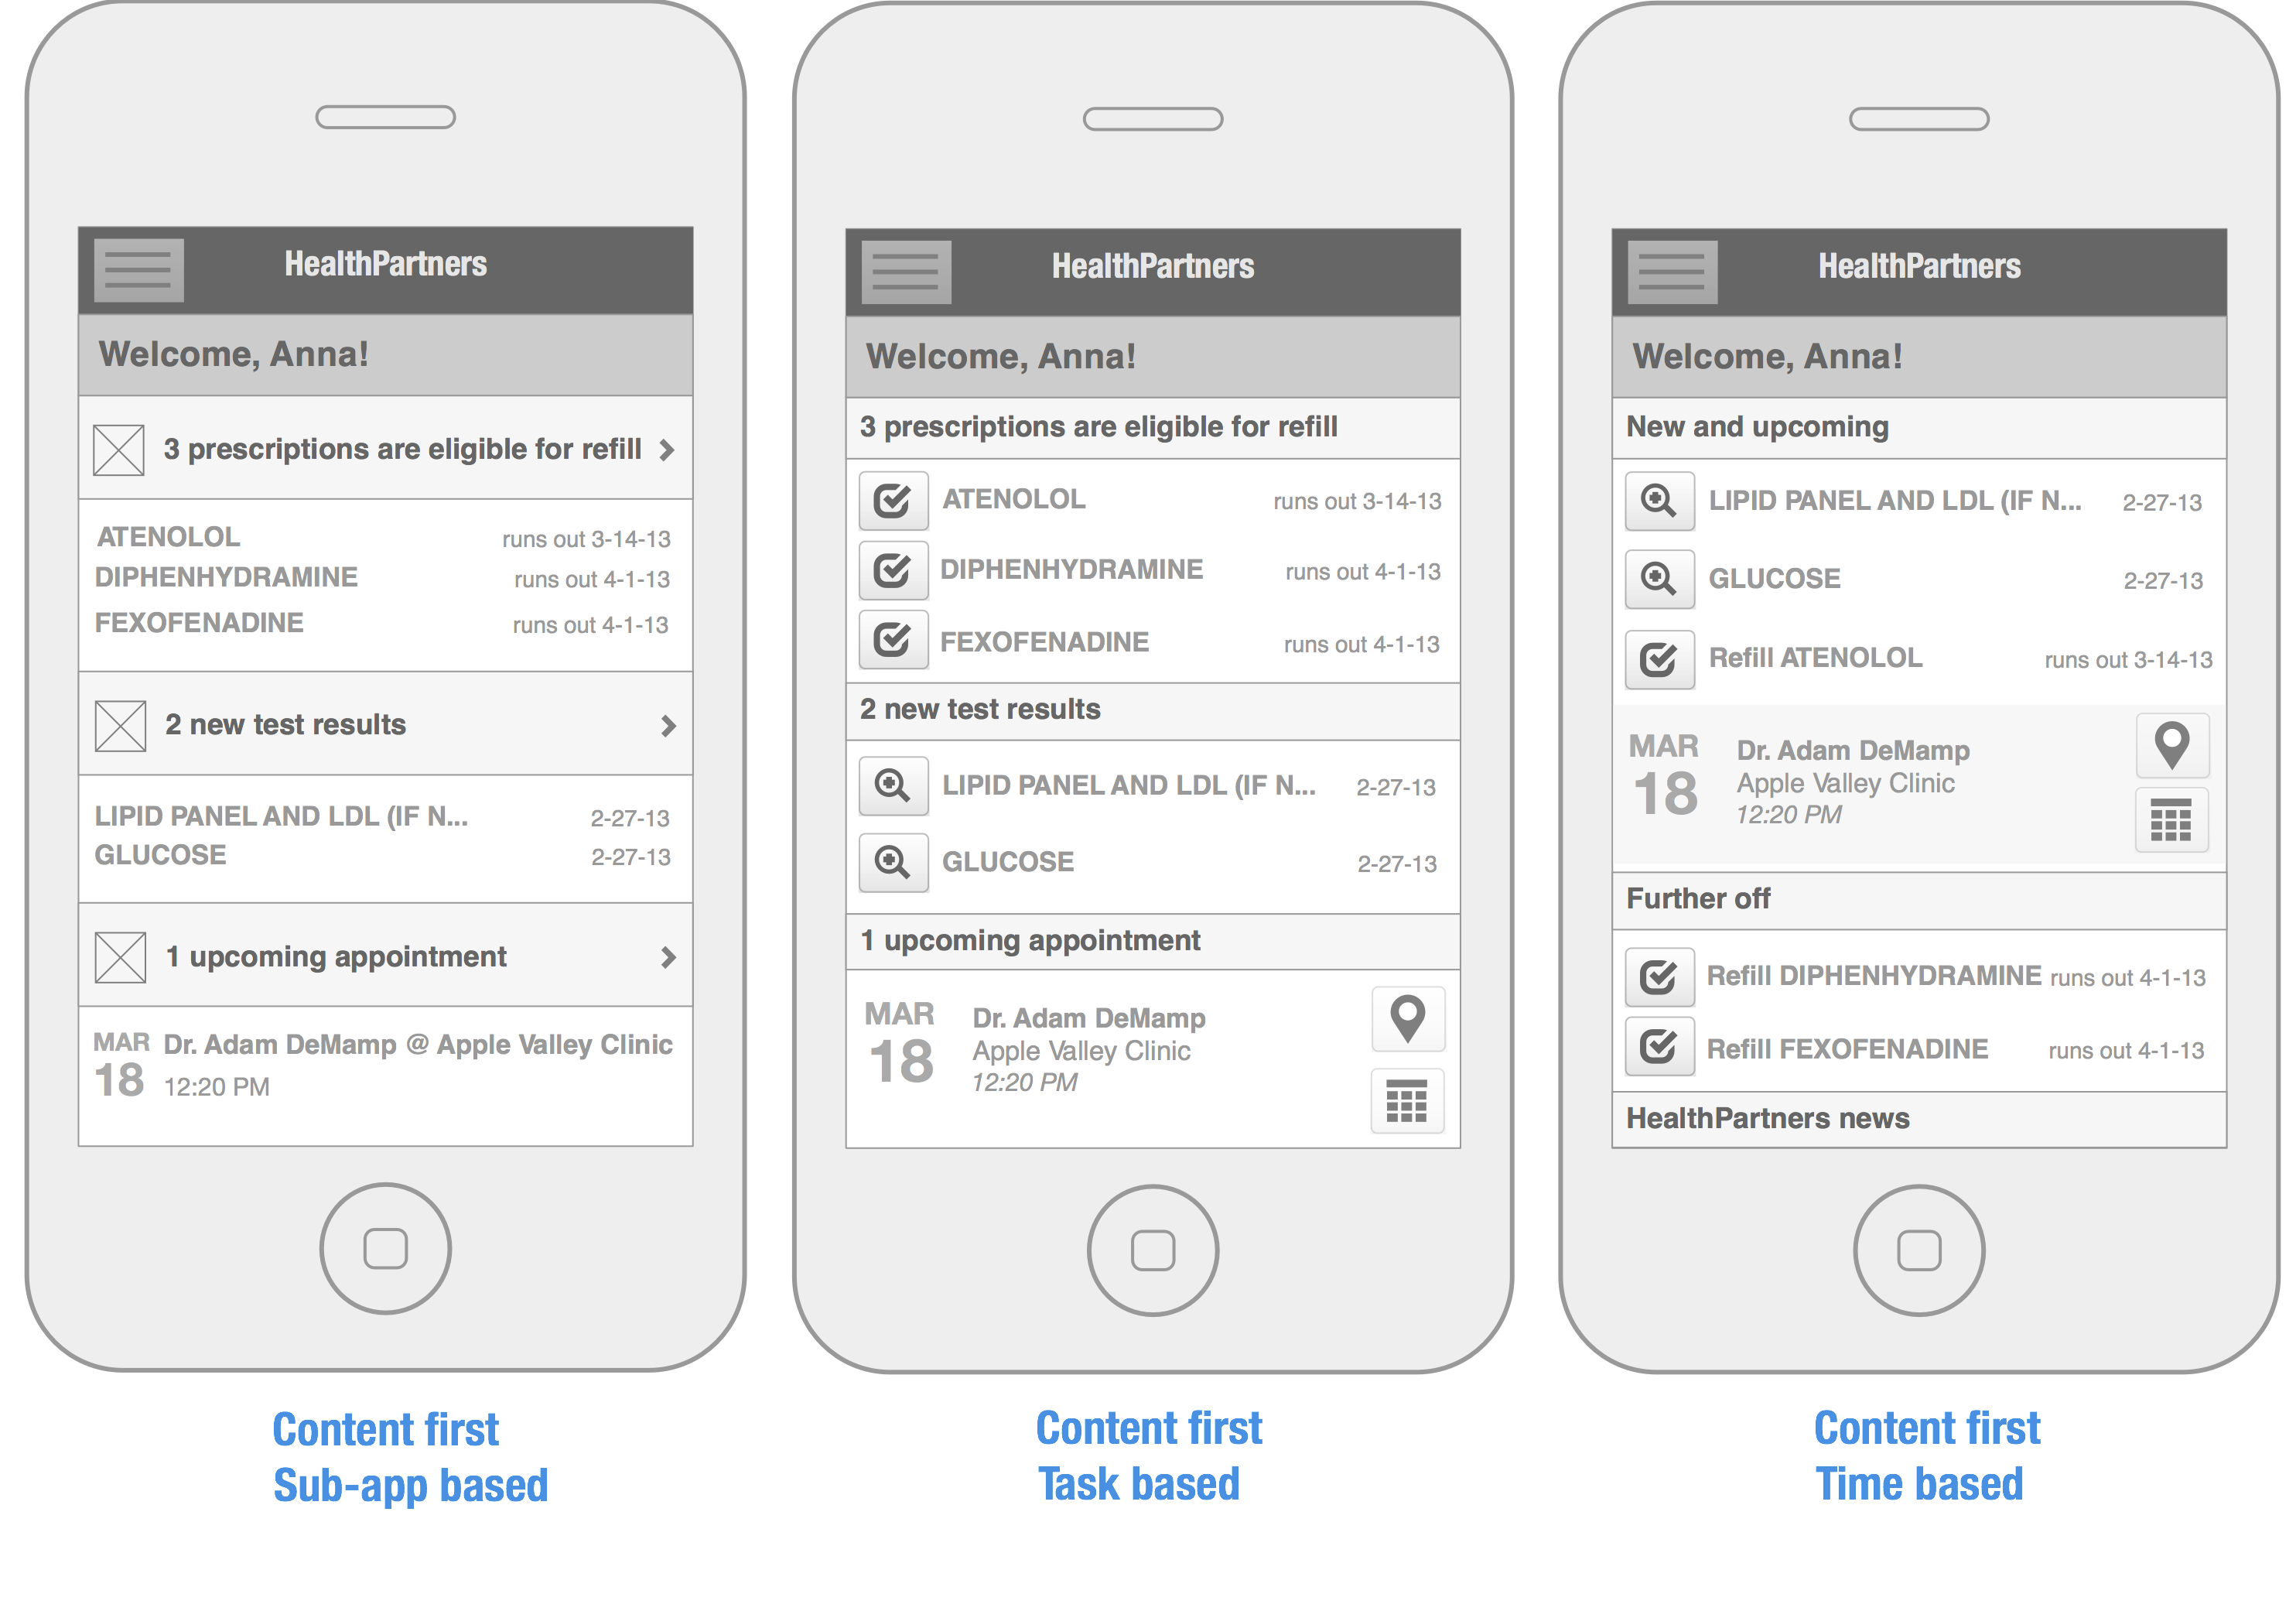 HealthPartners
Welcome, Anna!
3 prescriptions are eligible for refill
ATENOLOL runs out 3-14-13
DIPHENHYDRAMINE runs out 4-1-13
FEXOFENADINE runs out 4-1-13
2 new test results
LIPID PANEL AND LDL (IF N... 2-27-13
GLUCOSE 2-27-13
1 upcoming appointment
MAR 18
Dr. Adam DeMamp @ Apple Valley Clinic
12:20 PM
Content first
Sub-app based
HealthPartners
Welcome, Anna!
3 prescriptions are eligible for refill
ATENOLOL runs out 3-14-13
DIPHENHYDRAMINE runs out 4-1-13
FEXOFENADINE runs out 4-1-13
2 new test results
LIPID PANEL AND LDL (IF N... 2-27-13
GLUCOSE 2-27-13
1 upcoming appointment
MAR 18
Dr. Adam DeMamp
Apple Valley Clinic
12:20 PM
Content first
Task based
HealthPartners
Welcome, Anna!
New and upcoming
LIPID PANEL AND LDL (IF N... 2-27-13
GLUCOSE 2-27-13
Refill ATENOLOL runs out 3-14-13
MAR 18
Dr. Adam DeMamp
Apple Valley Clinic
12:20 PM
Further off
Refill DIPHENHYDRAMINE runs out 4-1-13
Refill FEXOFENADINE runs out 4-1-13
HealthPartners news
Content first
Time based